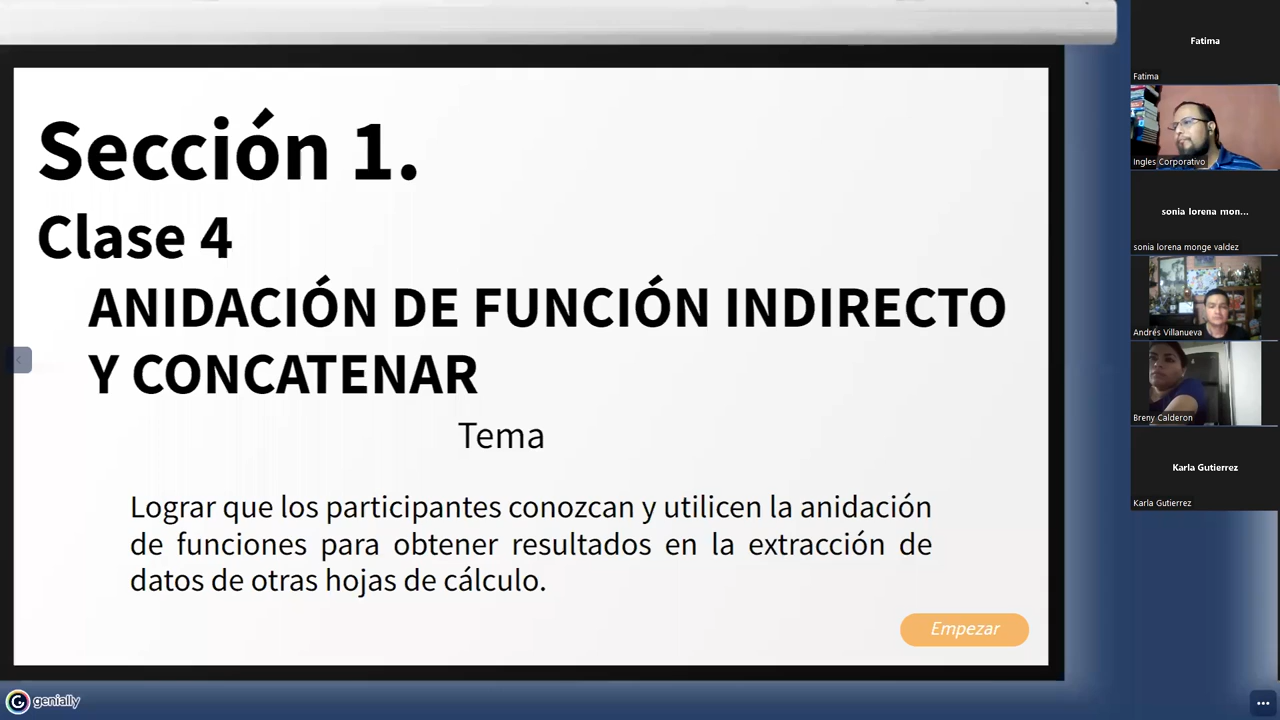 Sección 1.
Clase 4
ANIDACIÓN DE FUNCIÓN INDIRECTO
Y CONCATENAR
Tema
Lograr que los participantes conozcan y utilicen la anidación
de funciones para obtener resultados en la extracción de
datos de otras hojas de cálculo.
Empezar
genially
Fatima
Fatima
Ingles Corporativo
sonia lorena mon...
sonia lorena monge valdez
Andrés Villanueva
Breny Calderon
Karla Gutierrez
Karla Gutierrez